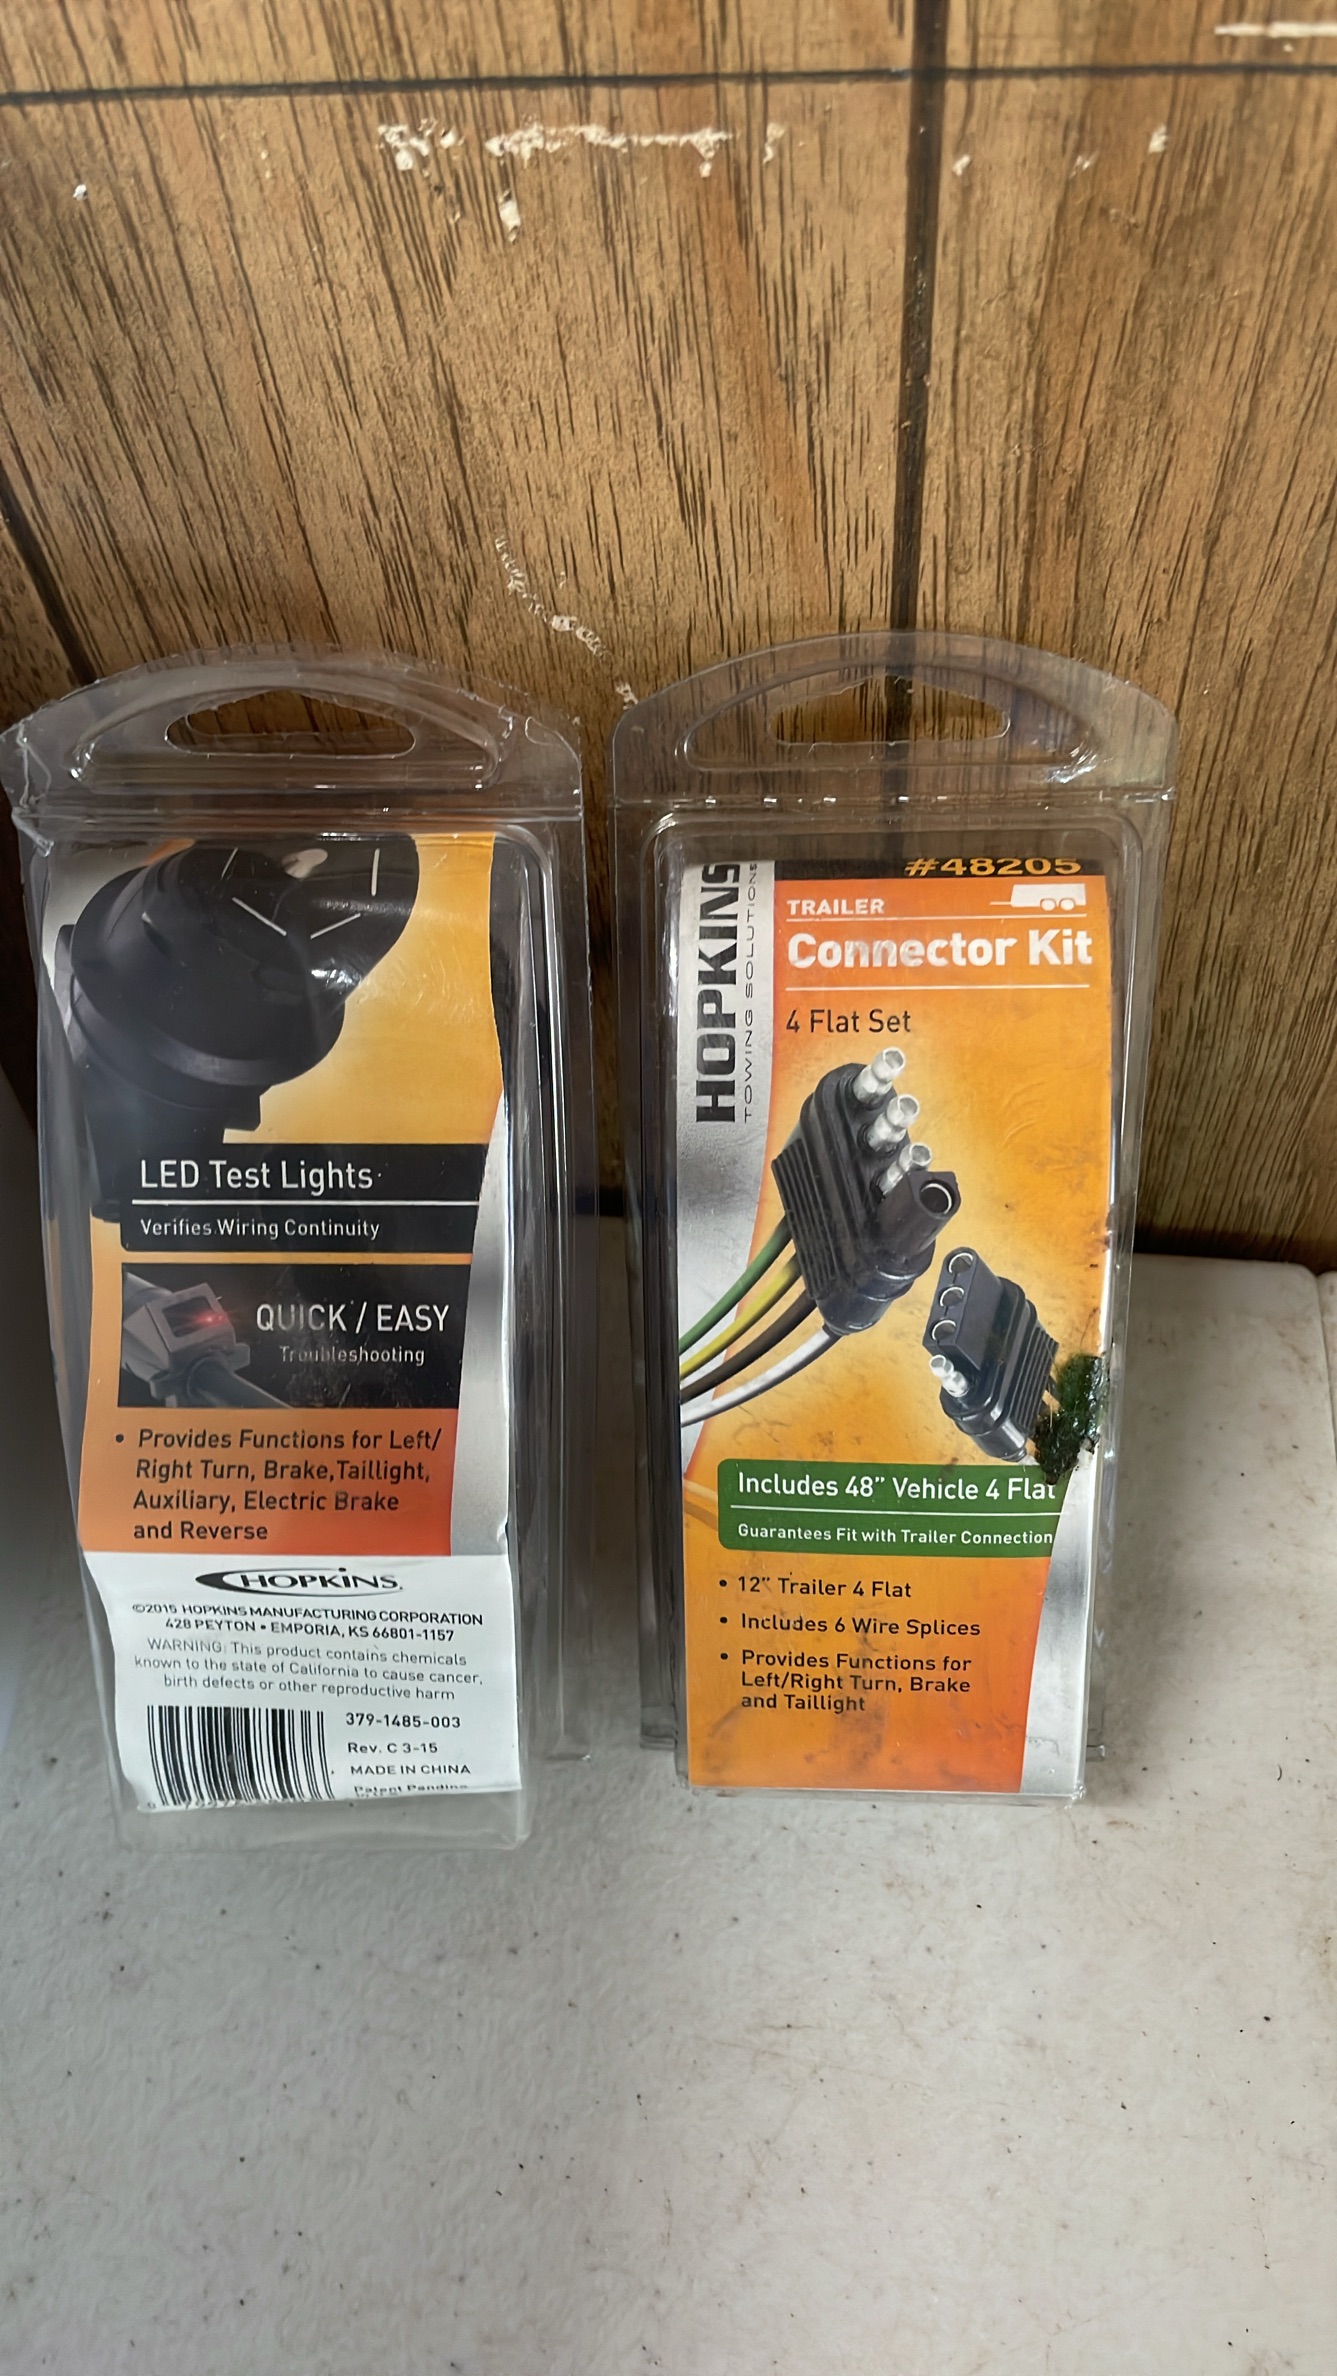 LED Test Lights
Verifies Wiring Continuity
QUICK / EASY
Troubleshooting
• Provides Functions for Left/
Right Turn, Brake, Taillight,
Auxiliary, Electric Brake
and Reverse
HOPKINS
©2015 HOPKINS MANUFACTURING CORPORATION
428 PEYTON • EMPORIA, KS 66801-1157
WARNING: This product contains chemicals
known to the state of California to cause cancer,
birth defects or other reproductive harm
379-1485-003
Rev. C 3-15
MADE IN CHINA
Patent Pending
HOPKINS
TOWING SOLUTIONS
#48205
TRAILER
Connector Kit
4 Flat Set
Includes 48” Vehicle 4 Flat
Guarantees Fit with Trailer Connection
• 12” Trailer 4 Flat
• Includes 6 Wire Splices
• Provides Functions for
Left/Right Turn, Brake
and Taillight